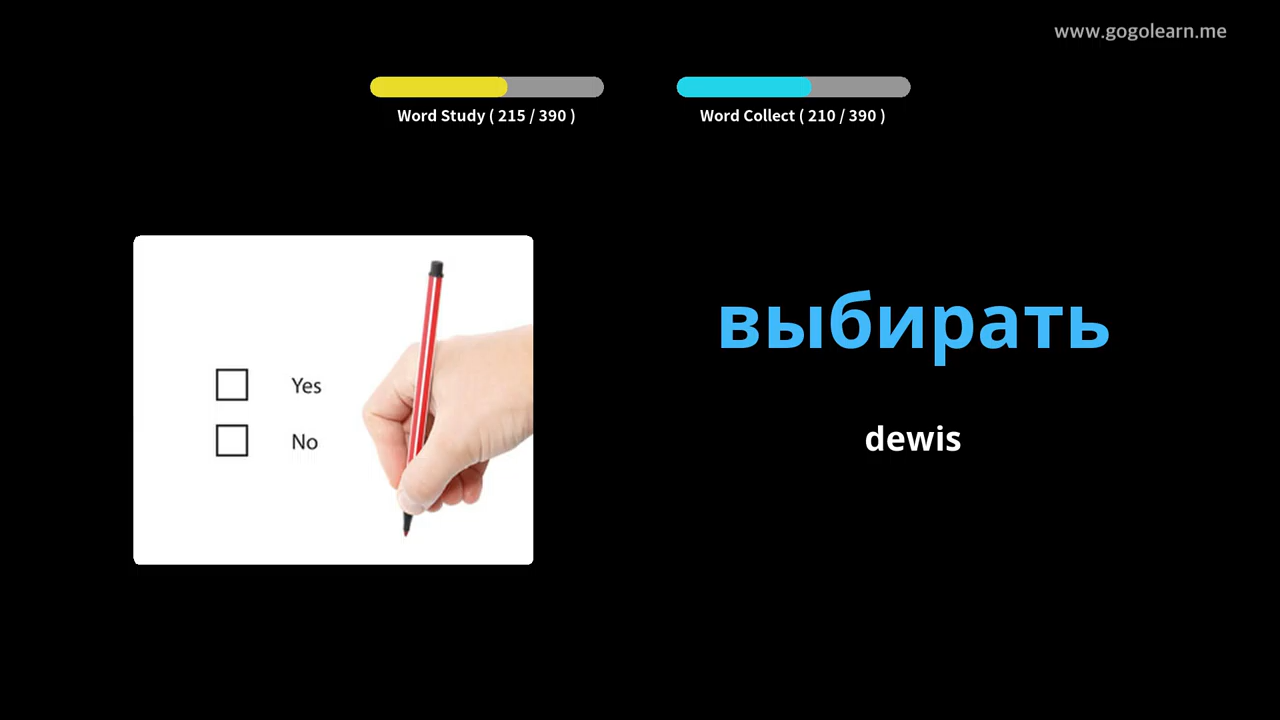 www.gogolearn.me
Word Study ( 215 / 390 )
Word Collect ( 210 / 390 )
Yes
No
выбирать
dewis